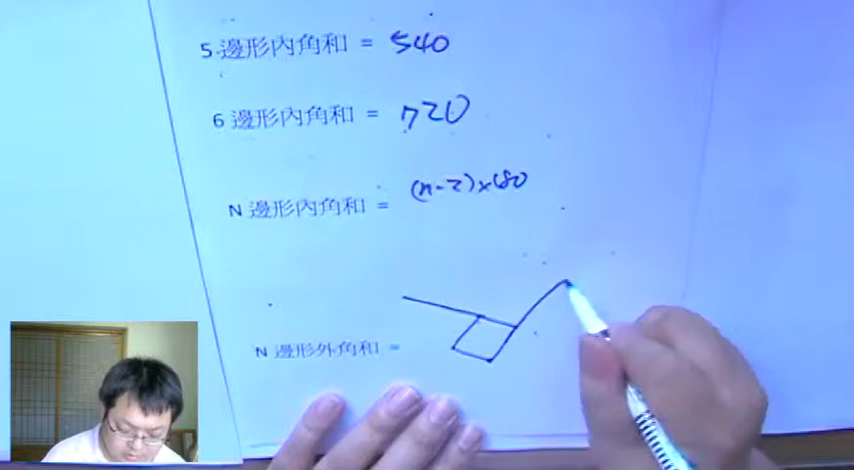 5 邊形內角和 = 540
6 邊形內角和 = 720
N 邊形內角和 = (n-2)×180
N 邊形外角和 =